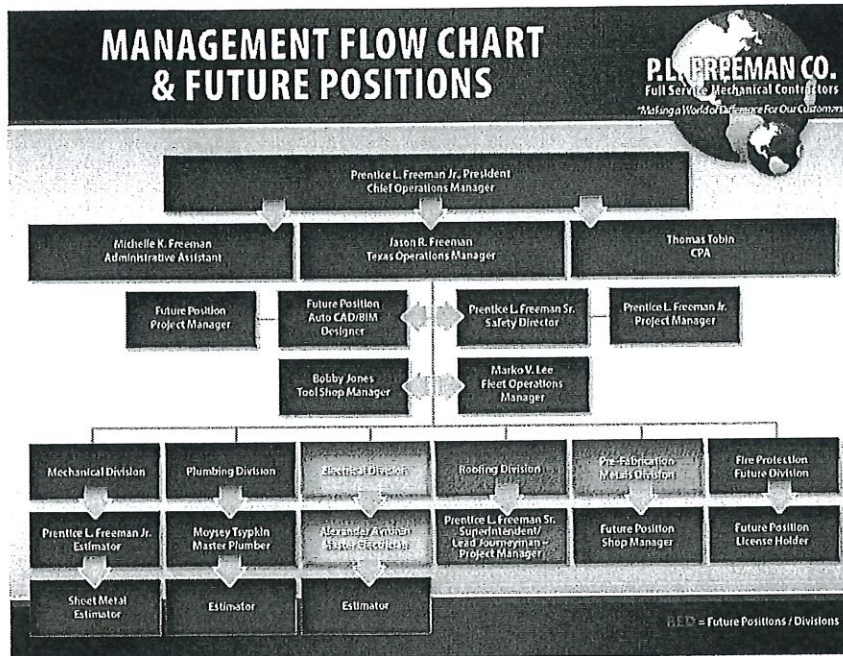 MANAGEMENT FLOW CHART
& FUTURE POSITIONS
P.L. FREEMAN CO.
Full Service Mechanical Contractors
"Making a World of Difference For Our Customers
Prentice L. Freeman Jr. President
Chief Operations Manager
Michelle K. Freeman
Administrative Assistant
Jason R. Freeman
Texas Operations Manager
Thomas Tobin
CPA
Future Position
Project Manager
Future Position
Auto CAD/BIM
Designer
Prentice L. Freeman Sr.
Safety Director
Prentice L. Freeman Jr.
Project Manager
Bobby Jones
Tool Shop Manager
Marko V. Lee
Fleet Operations
Manager
Mechanical Division
Plumbing Division
Electrical Division
Roofing Division
Pre-Fabrication
Metals Division
Fire Protection
Future Division
Prentice L. Freeman Jr.
Estimator
Moysey Tsypkin
Master Plumber
Alexander
Master Electrician
Prentice L. Freeman Sr.
Superintendent/
Lead Journeyman –
Project Manager
Future Position
Shop Manager
Future Position
License Holder
Sheet Metal
Estimator
Estimator
Estimator
RED = Future Positions / Divisions